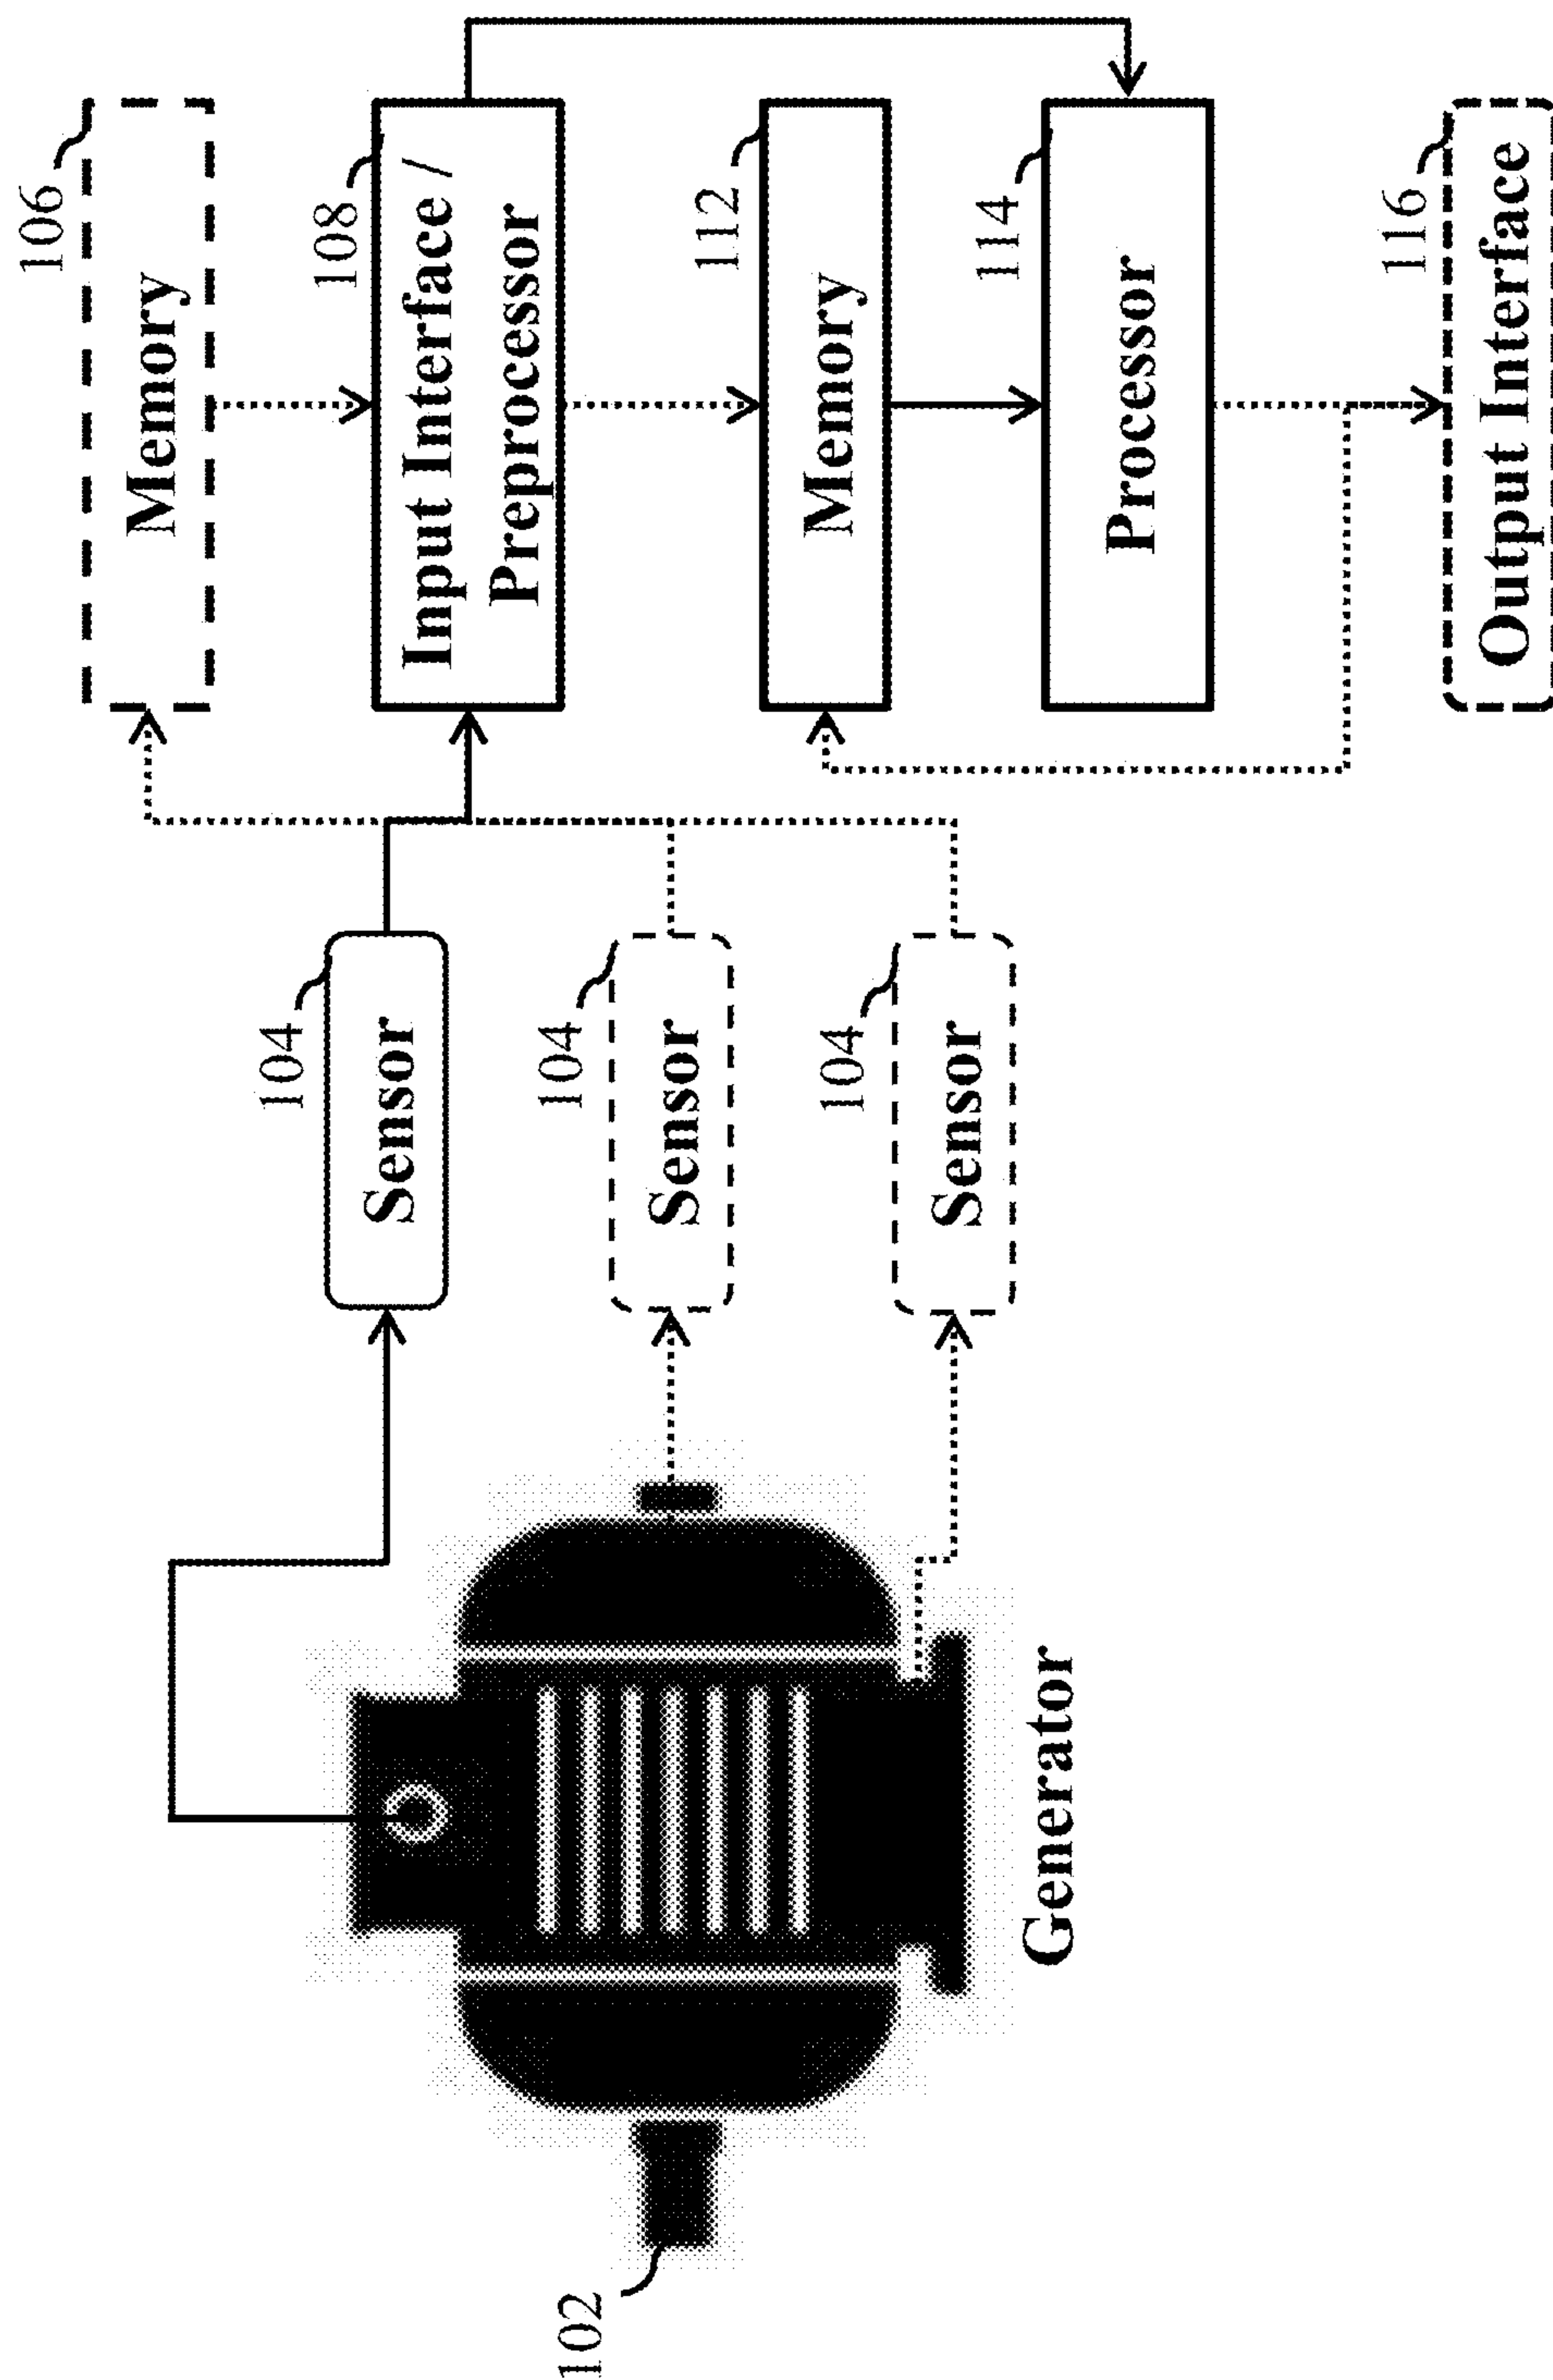 106
Memory
108
Input Interface /
Preprocessor
104
Sensor
112
Memory
104
Sensor
114
Processor
104
Sensor
102
Generator
116
Output Interface